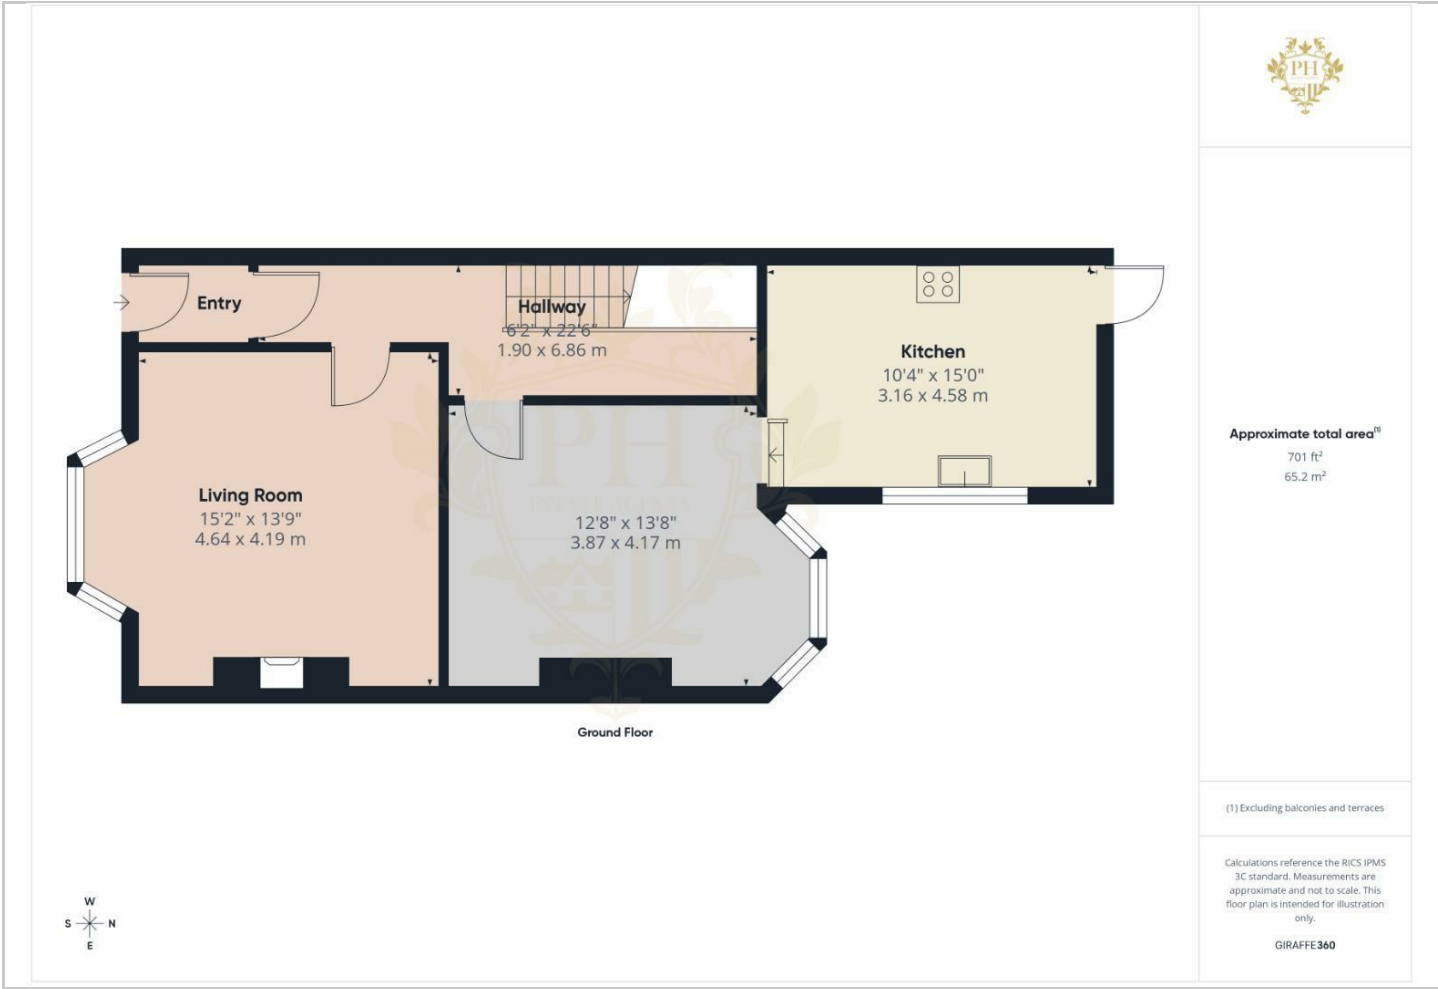 PH
Entry
Hallway
6'2" x 22'6"
1.90 x 6.86 m
Kitchen
10'4" x 15'0"
3.16 x 4.58 m
Living Room
15'2" x 13'9"
4.64 x 4.19 m
PH
12'8" x 13'8"
3.87 x 4.17 m
Ground Floor
Approximate total area⁽¹⁾
701 ft²
65.2 m²
(1) Excluding balconies and terraces
Calculations reference the RICS IPMS
3C standard. Measurements are
approximate and not to scale. This
floor plan is intended for illustration
only.
GIRAFFE360
W
S N
E